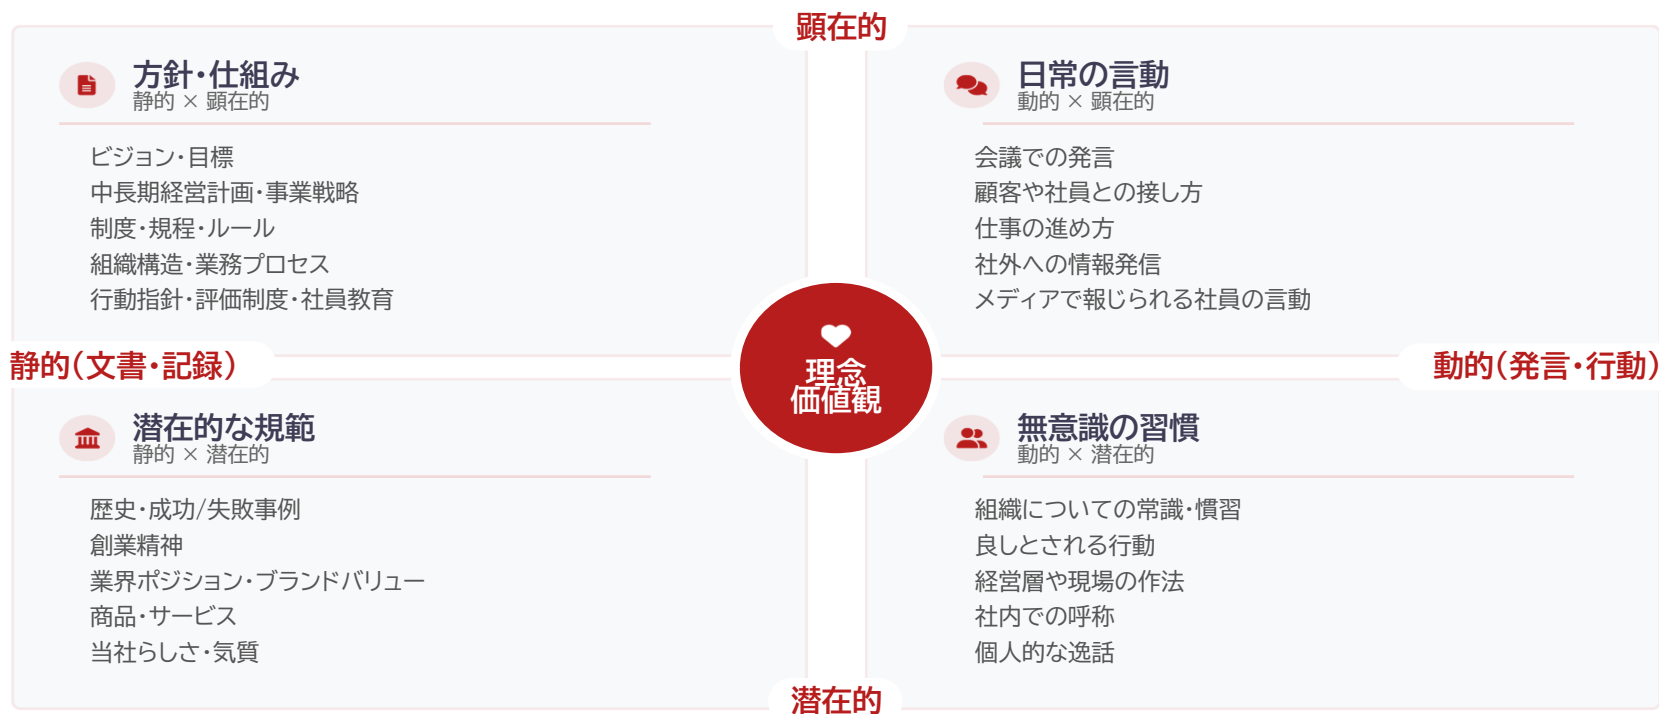 顕在的
方針・仕組み
静的 × 顕在的
ビジョン・目標
中長期経営計画・事業戦略
制度・規程・ルール
組織構造・業務プロセス
行動指針・評価制度・社員教育
日常の言動
動的 × 顕在的
会議での発言
顧客や社員との接し方
仕事の進め方
社外への情報発信
メディアで報じられる社員の言動
静的（文書・記録）
理念
価値観
動的（発言・行動）
潜在的な規範
静的 × 潜在的
歴史・成功/失敗事例
創業精神
業界ポジション・ブランドバリュー
商品・サービス
当社らしさ・気質
無意識の習慣
動的 × 潜在的
組織についての常識・慣習
良しとされる行動
経営層や現場の作法
社内での呼称
個人的な逸話
潜在的